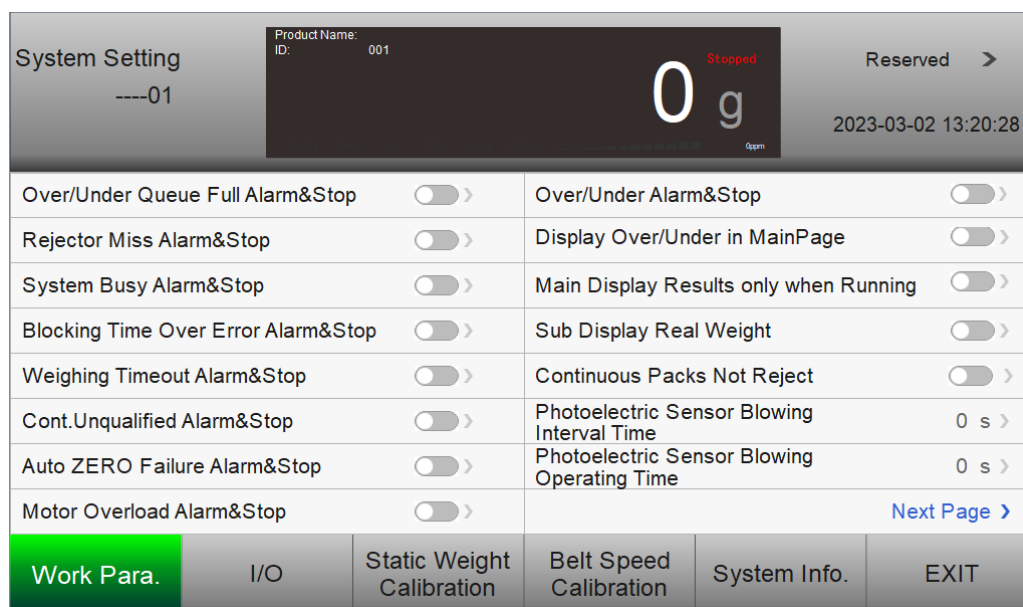 System Setting
----01
Product Name:
ID: 001
0 g
Stopped
0ppm
Reserved >
2023-03-02 13:20:28
Over/Under Queue Full Alarm&Stop
Over/Under Alarm&Stop
Rejector Miss Alarm&Stop
Display Over/Under in MainPage
System Busy Alarm&Stop
Main Display Results only when Running
Blocking Time Over Error Alarm&Stop
Sub Display Real Weight
Weighing Timeout Alarm&Stop
Continuous Packs Not Reject
Cont.Unqualified Alarm&Stop
Photoelectric Sensor Blowing
Interval Time
0 s
Auto ZERO Failure Alarm&Stop
Photoelectric Sensor Blowing
Operating Time
0 s
Motor Overload Alarm&Stop
Next Page >
Work Para.
I/O
Static Weight
Calibration
Belt Speed
Calibration
System Info.
EXIT